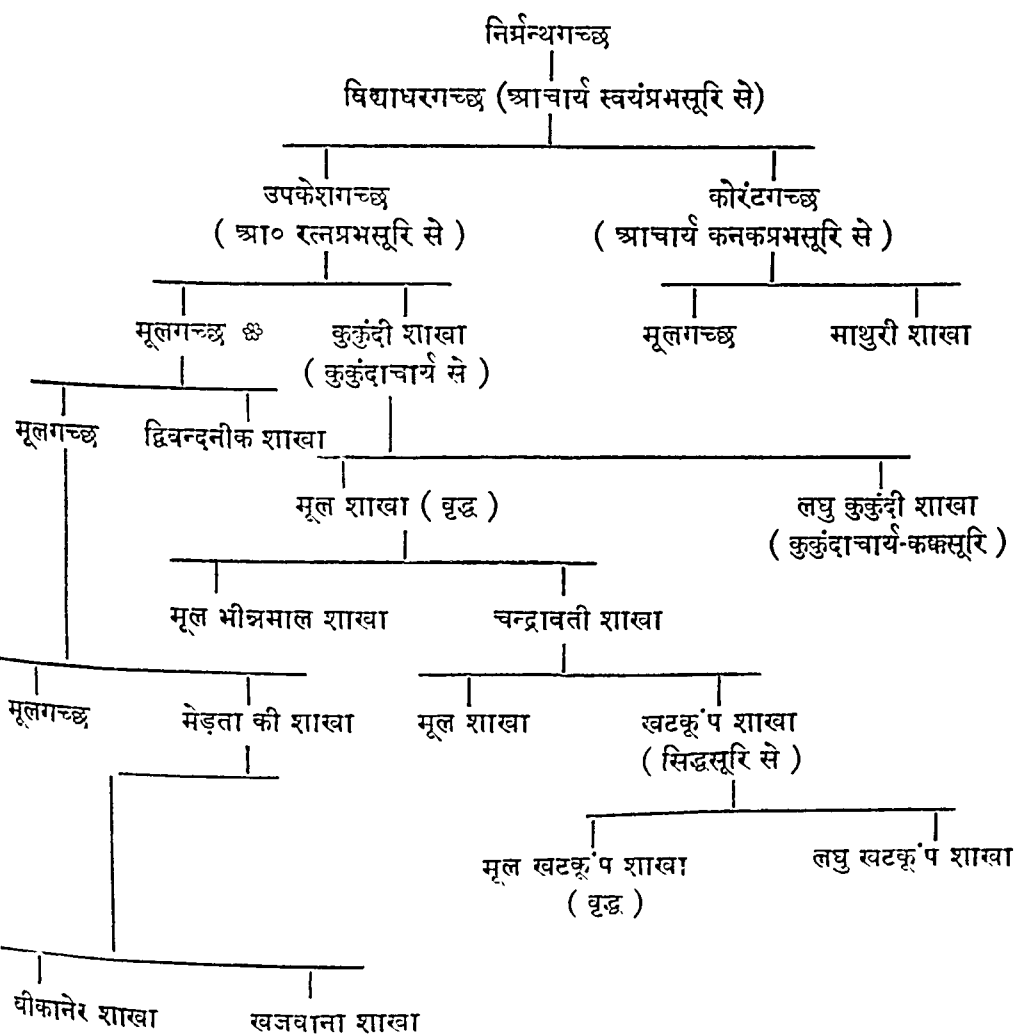 निर्ग्रन्थगच्छ
विद्याधरगच्छ (आचार्य स्वयंप्रभसूरि से)
उपकेशगच्छ कोरंटगच्छ
( आ० रत्नप्रभसूरि से ) ( आचार्य कनकप्रभसूरि से )
मूलगच्छ ꕥ कुकुंदी शाखा मूलगच्छ माथुरी शाखा
( कुकुंदाचार्य से )
मूलगच्छ द्विवन्दनीक शाखा
मूल शाखा ( वृद्ध ) लघु कुकुंदी शाखा
( कुकुंदाचार्य-कक्कसूरि )
मूल भीन्नमाल शाखा चन्द्रावती शाखा
मूलगच्छ मेड़ता की शाखा मूल शाखा खटकूंप शाखा
( सिद्धसूरि से )
मूल खटकूंप शाखा लघु खटकूंप शाखा
( वृद्ध )
बीकानेर शाखा खजवाना शाखा